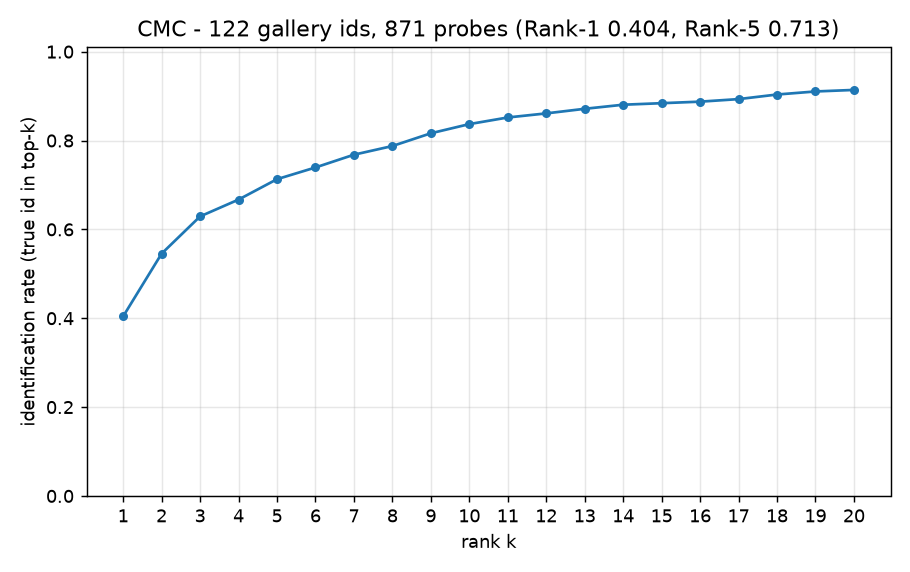 CMC - 122 gallery ids, 871 probes (Rank-1 0.404, Rank-5 0.713)
identification rate (true id in top-k)
1.0
0.8
0.6
0.4
0.2
0.0
1 2 3 4 5 6 7 8 9 10 11 12 13 14 15 16 17 18 19 20
rank k